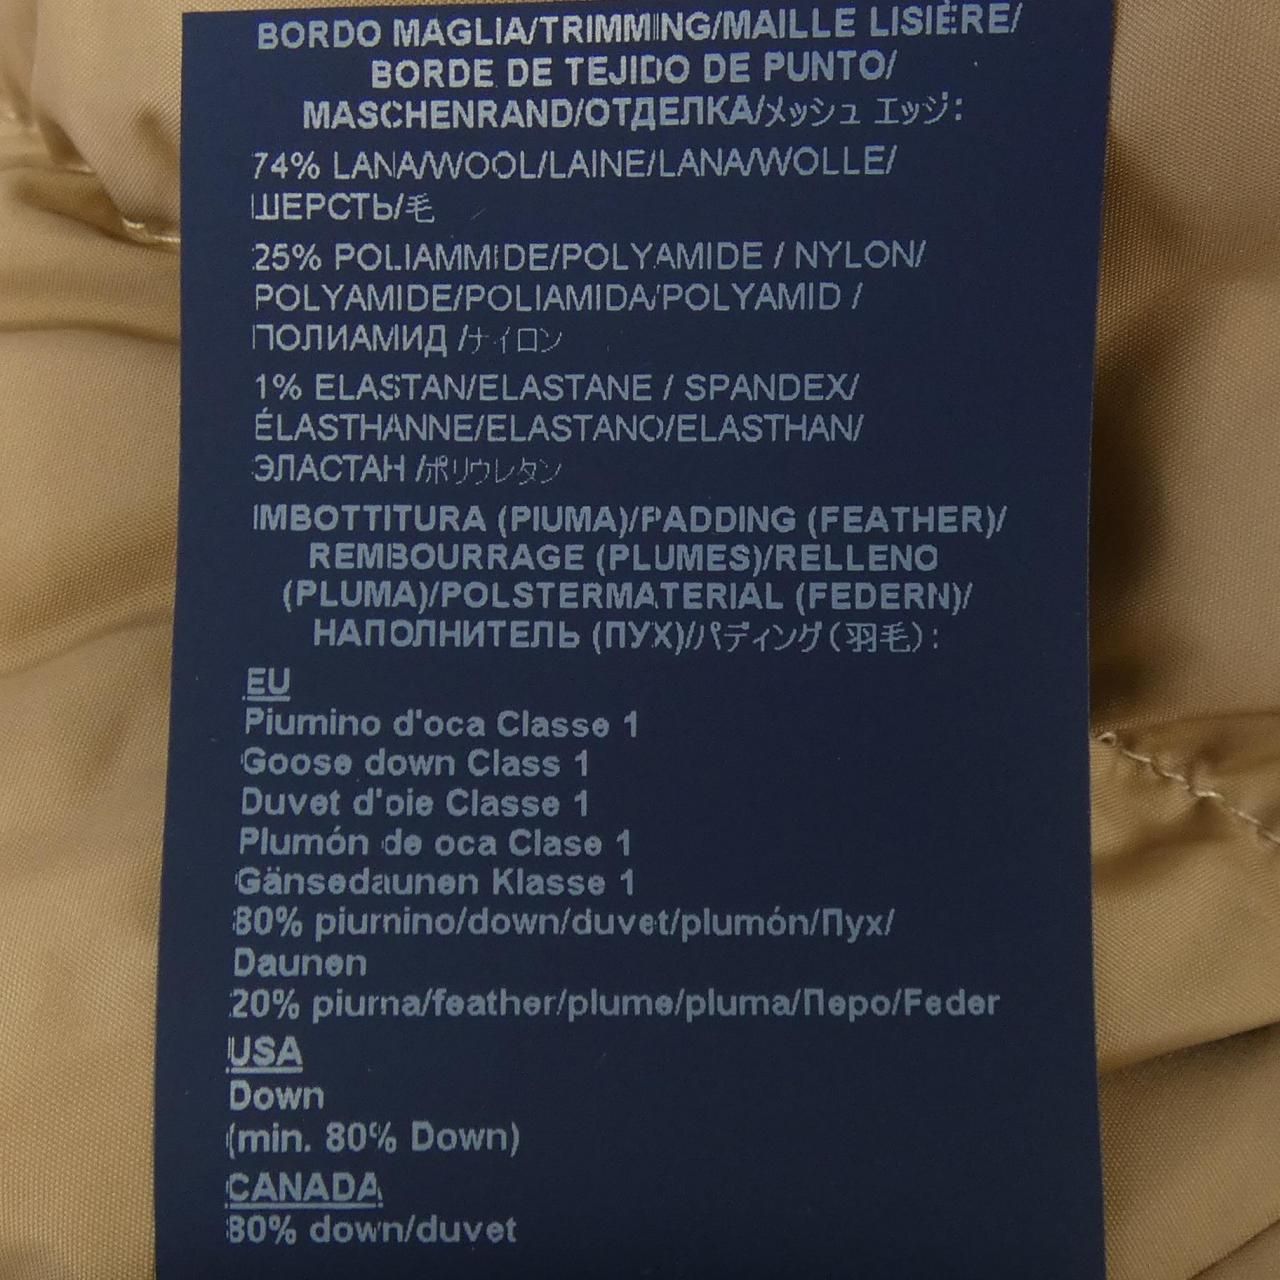 BORDO MAGLIA/TRIMMING/MAILLE LISIÈRE/
BORDE DE TEJIDO DE PUNTO/
MASCHENRAND/ОТДЕЛКА/メッシュ エッジ:
74% LANA/WOOL/LAINE/LANA/WOLLE/
ШЕРСТЬ/毛
25% POLIAMMIDE/POLYAMIDE / NYLON/
POLYAMIDE/POLIAMIDA/POLYAMID /
ПОЛИАМИД /ナイロン
1% ELASTAN/ELASTANE / SPANDEX/
ÉLASTHANNE/ELASTANO/ELASTHAN/
ЭЛАСТАН /ポリウレタン
IMBOTTITURA (PIUMA)/PADDING (FEATHER)/
REMBOURRAGE (PLUMES)/RELLENO
(PLUMA)/POLSTERMATERIAL (FEDERN)/
НАПОЛНИТЕЛЬ (ПУХ)/パディング(羽毛):
EU
Piumino d'oca Classe 1
Goose down Class 1
Duvet d'oie Classe 1
Plumón de oca Clase 1
Gänsedaunen Klasse 1
80% piumino/down/duvet/plumón/Пух/
Daunen
20% piuma/feather/plume/pluma/Перо/Feder
USA
Down
(min. 80% Down)
CANADA
80% down/duvet